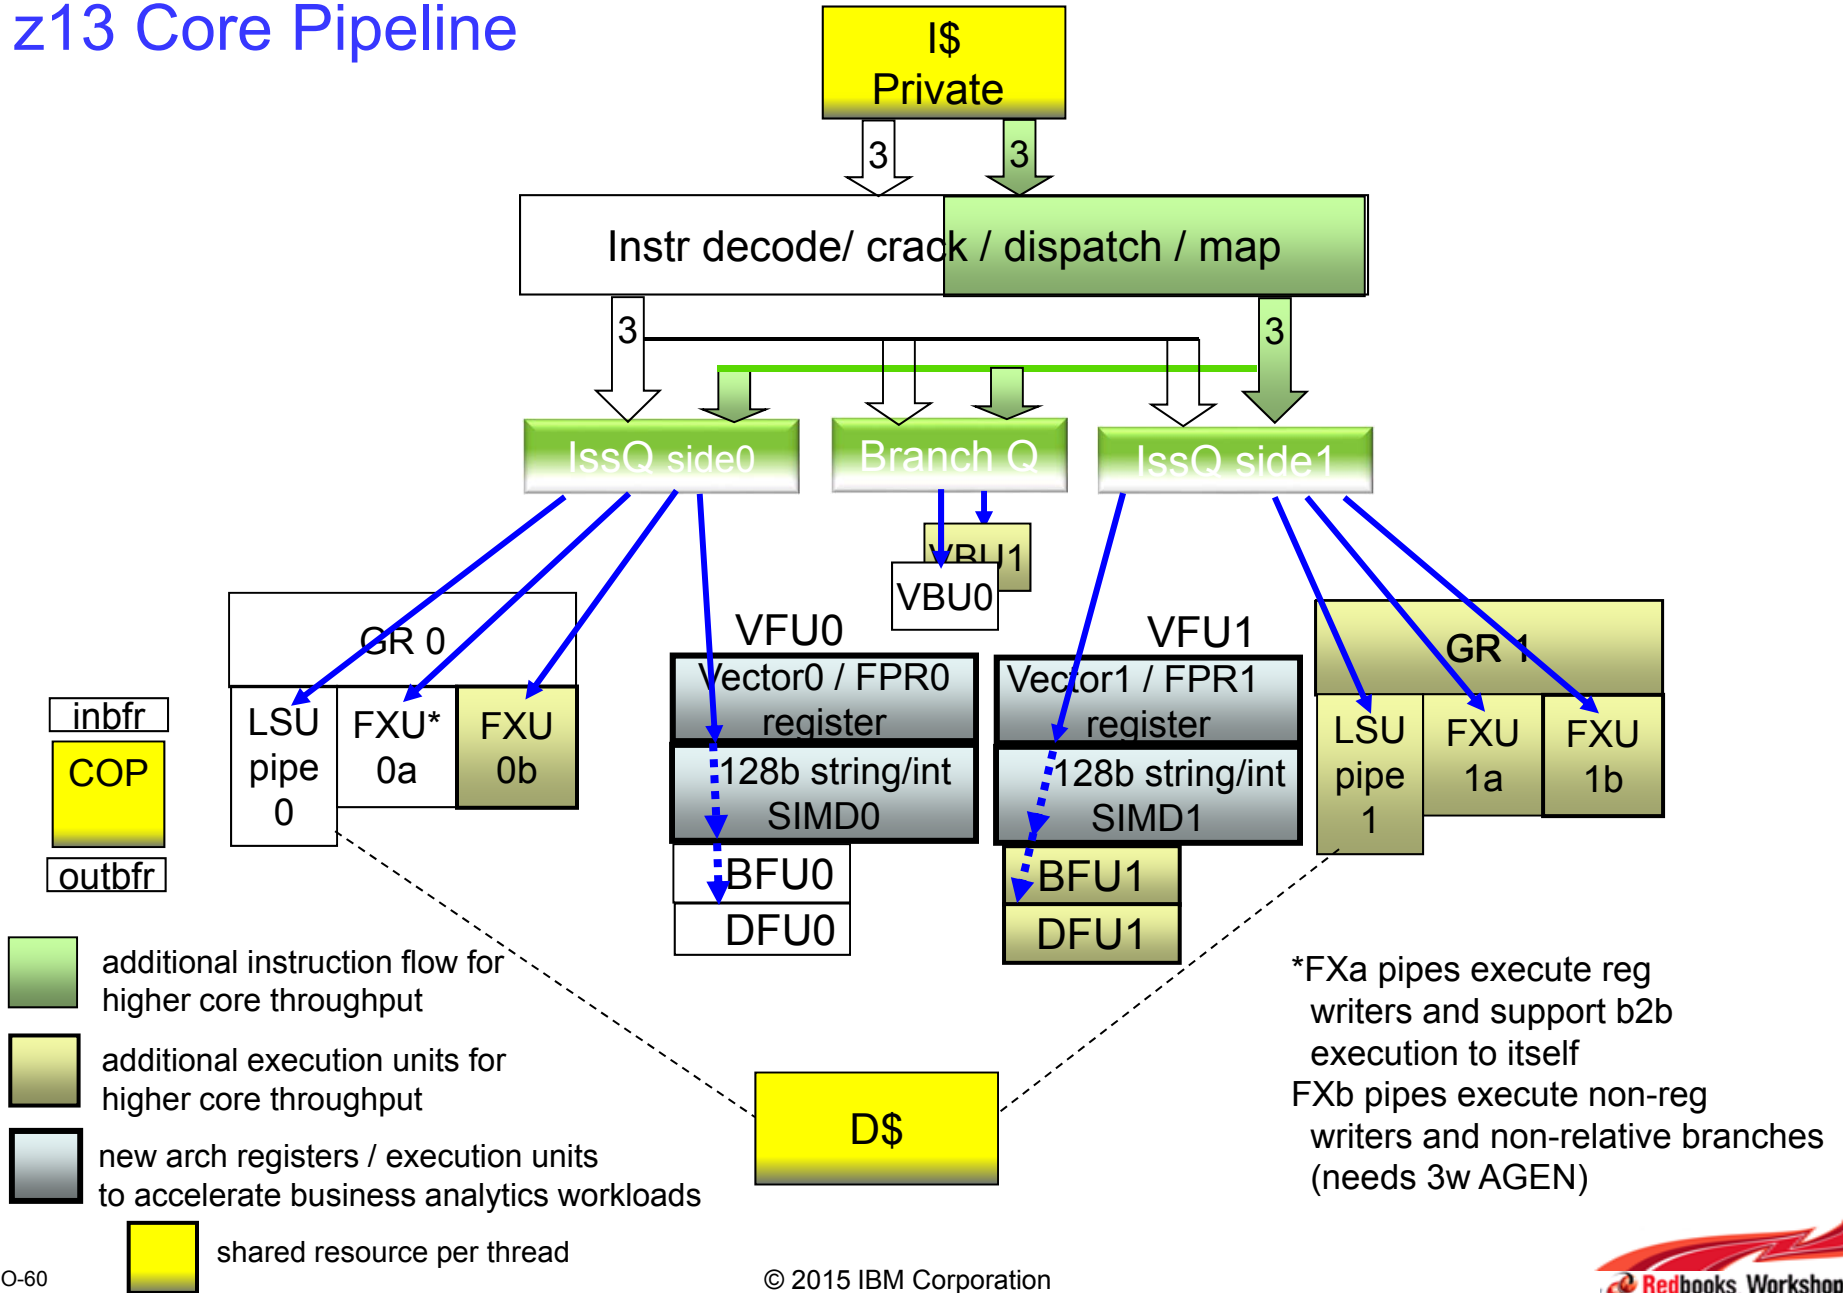 z13 Core Pipeline
I$
Private
3
3
Instr decode/ crack / dispatch / map
3
3
IssQ side0
Branch Q
IssQ side1
VBU1
VBU0
GR 0
VFU0
VFU1
GR 1
Vector0 / FPR0
register
Vector1 / FPR1
register
inbfr
COP
outbfr
LSU
pipe
0
FXU*
0a
FXU
0b
128b string/int
SIMD0
128b string/int
SIMD1
LSU
pipe
1
FXU
1a
FXU
1b
BFU0
DFU0
BFU1
DFU1
additional instruction flow for
higher core throughput
additional execution units for
higher core throughput
new arch registers / execution units
to accelerate business analytics workloads
shared resource per thread
D$
*FXa pipes execute reg
writers and support b2b
execution to itself
FXb pipes execute non-reg
writers and non-relative branches
(needs 3w AGEN)
O-60
© 2015 IBM Corporation
Redbooks Workshop